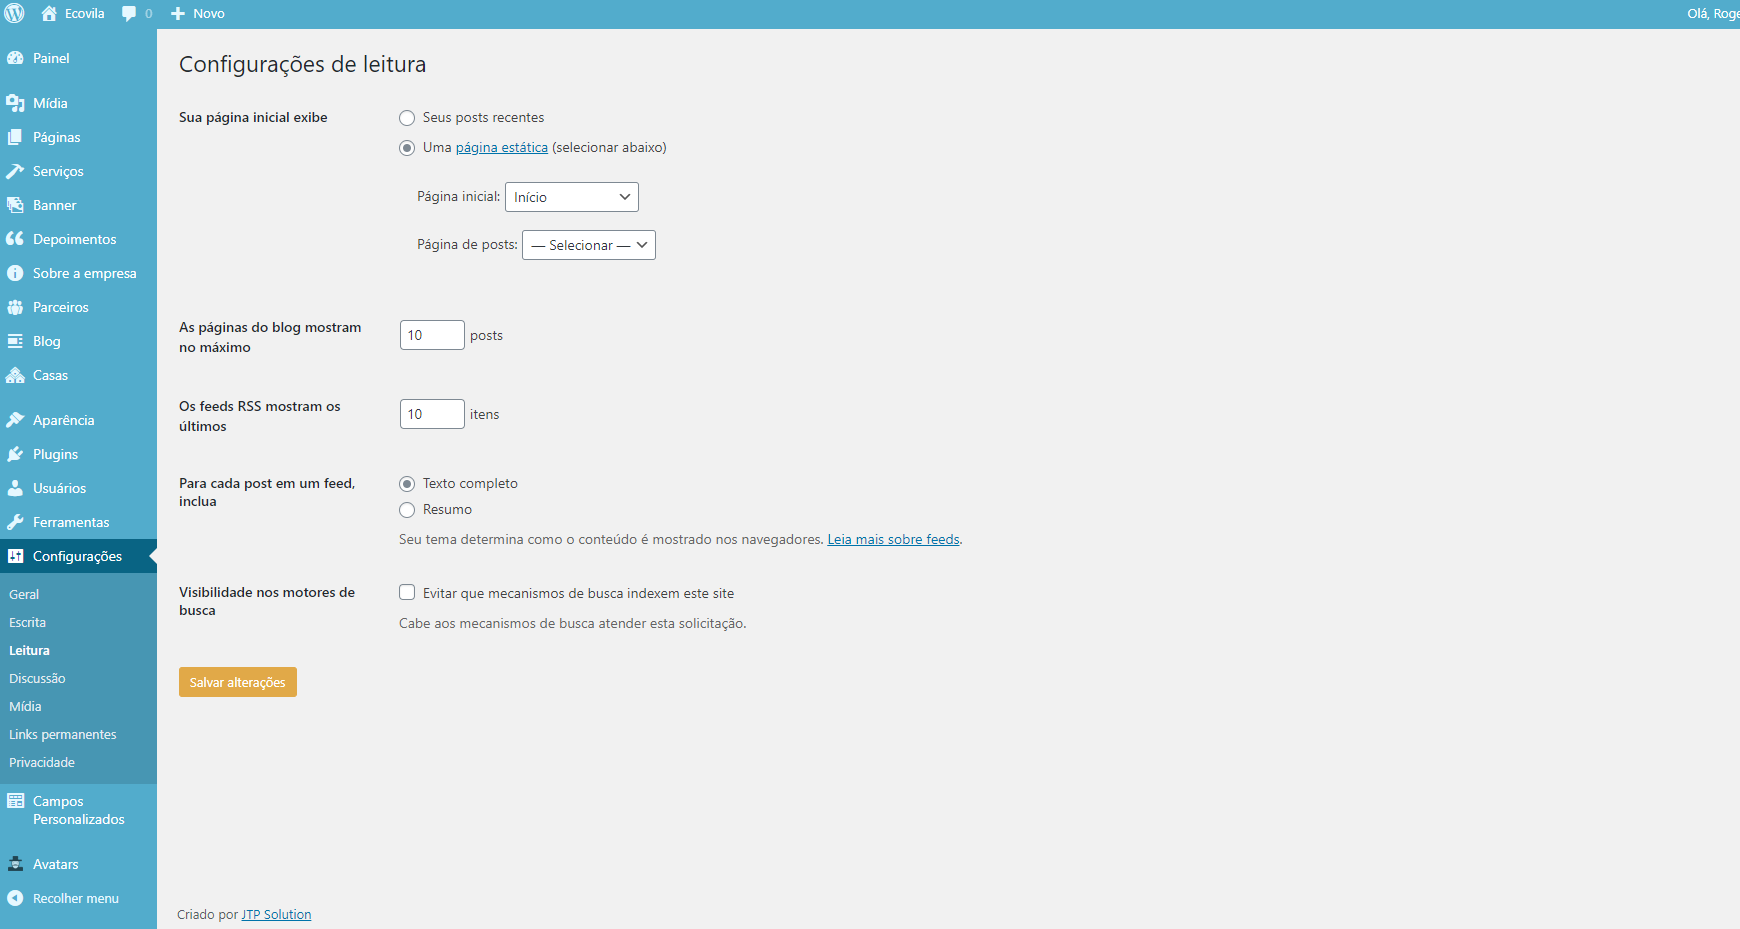 Ecovila 0 Novo Olá, Roge
Painel
Mídia
Páginas
Serviços
Banner
Depoimentos
Sobre a empresa
Parceiros
Blog
Casas
Aparência
Plugins
Usuários
Ferramentas
Configurações
Geral
Escrita
Leitura
Discussão
Mídia
Links permanentes
Privacidade
Campos
Personalizados
Avatars
Recolher menu
Configurações de leitura
Sua página inicial exibe
Seus posts recentes
Uma página estática (selecionar abaixo)
Página inicial: Início
Página de posts: — Selecionar —
As páginas do blog mostram
no máximo
10 posts
Os feeds RSS mostram os
últimos
10 itens
Para cada post em um feed,
inclua
Texto completo
Resumo
Seu tema determina como o conteúdo é mostrado nos navegadores. Leia mais sobre feeds.
Visibilidade nos motores de
busca
Evitar que mecanismos de busca indexem este site
Cabe aos mecanismos de busca atender esta solicitação.
Salvar alterações
Criado por JTP Solution